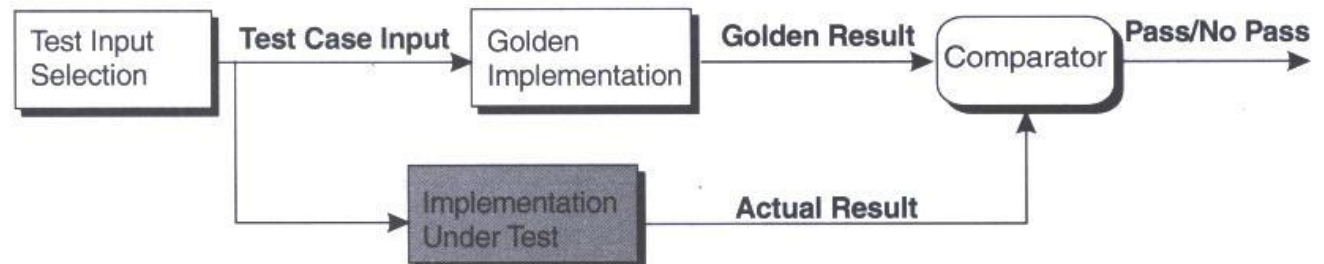 Test Input
Selection
Test Case Input
Golden
Implementation
Golden Result
Comparator
Pass/No Pass
Implementation
Under Test
Actual Result